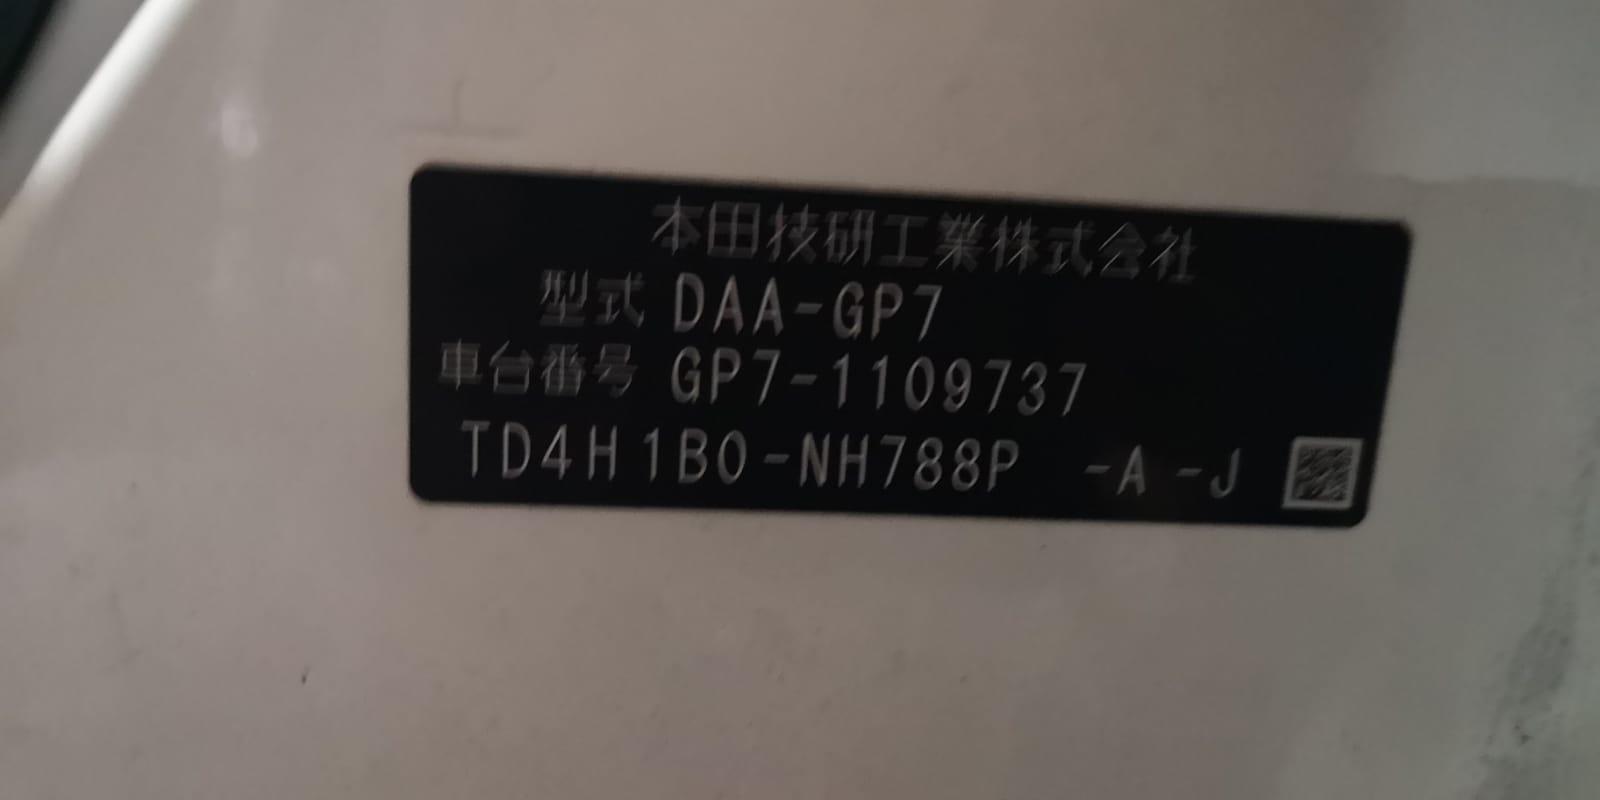 本田技研工業株式会社
型式 DAA-GP7
車台番号 GP7-1109737
TD4H1B0-NH788P -A -J